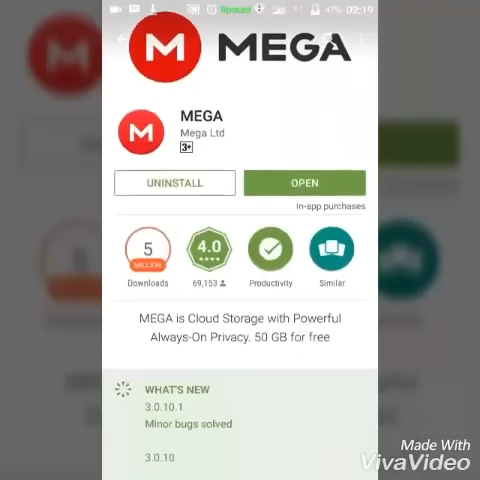 Rooted
47% 02:19
M MEGA
M
MEGA
Mega Ltd
3+
UNINSTALL
OPEN
In-app purchases
5
MILLION
4.0
Downloads
69,153
Productivity
Similar
MEGA is Cloud Storage with Powerful
Always-On Privacy. 50 GB for free
WHAT'S NEW
3.0.10.1
Minor bugs solved
3.0.10
Made With
VivaVideo